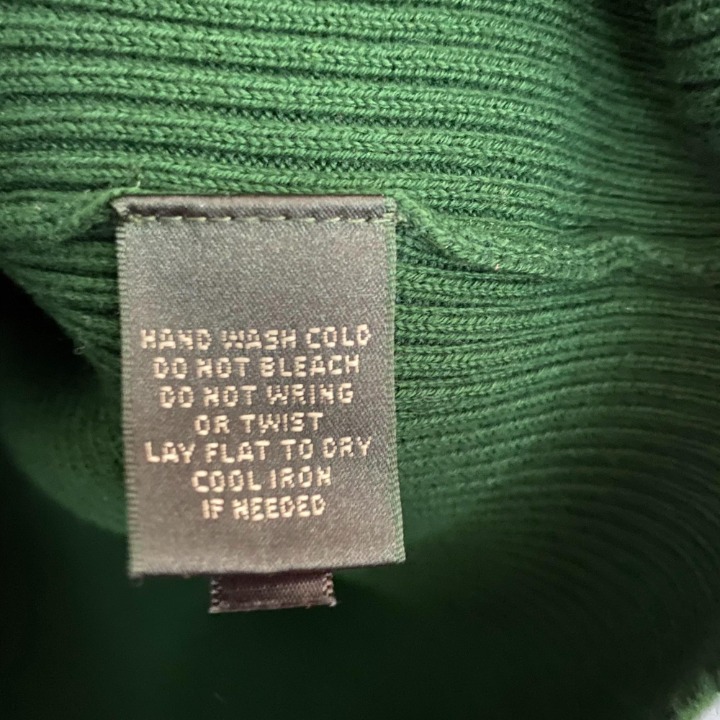 HAND WASH COLD
DO NOT BLEACH
DO NOT WRING
OR TWIST
LAY FLAT TO DRY
COOL IRON
IF NEEDED